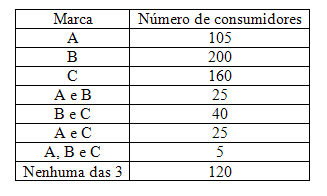 Marca Número de consumidores
A 105
B 200
C 160
A e B 25
B e C 40
A e C 25
A, B e C 5
Nenhuma das 3 120